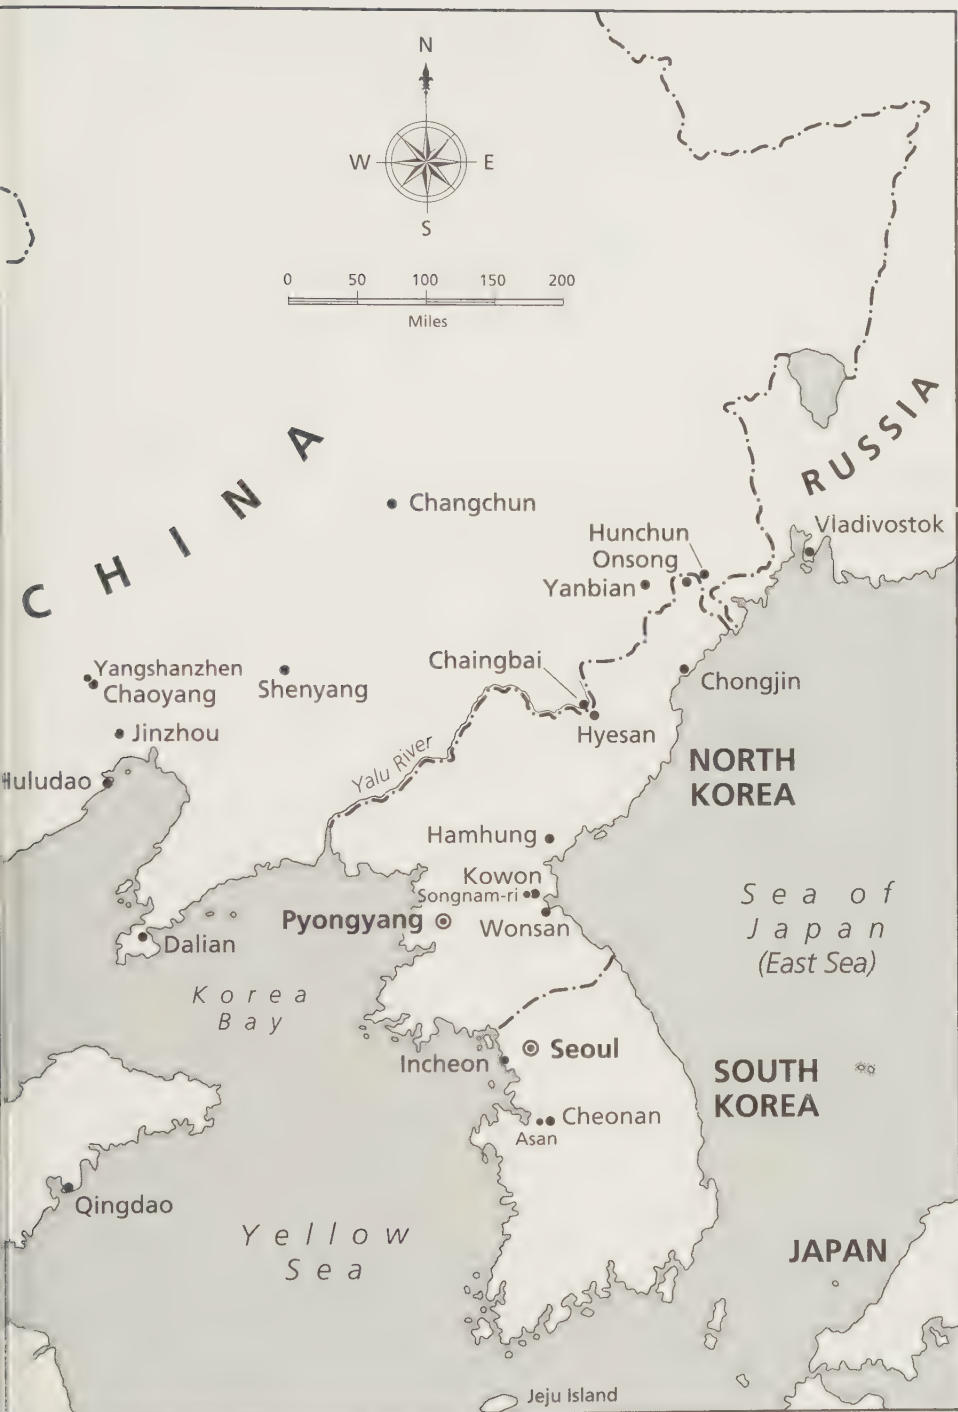 N
W E
S
0 50 100 150 200
Miles
CHINA
RUSSIA
Changchun
Vladivostok
Hunchun
Onsong
Yanbian
Chaingbai
Yangshanzhen
Chaoyang
Shenyang
Chongjin
Hyesan
Jinzhou
Yalu River
NORTH
KOREA
Huludao
Hamhung
Kowon
Songnam-ri
Pyongyang
Wonsan
Dalian
Sea of
Japan
(East Sea)
Korea
Bay
Seoul
Incheon
SOUTH
KOREA
Cheonan
Asan
Qingdao
Yellow
Sea
JAPAN
Jeju Island